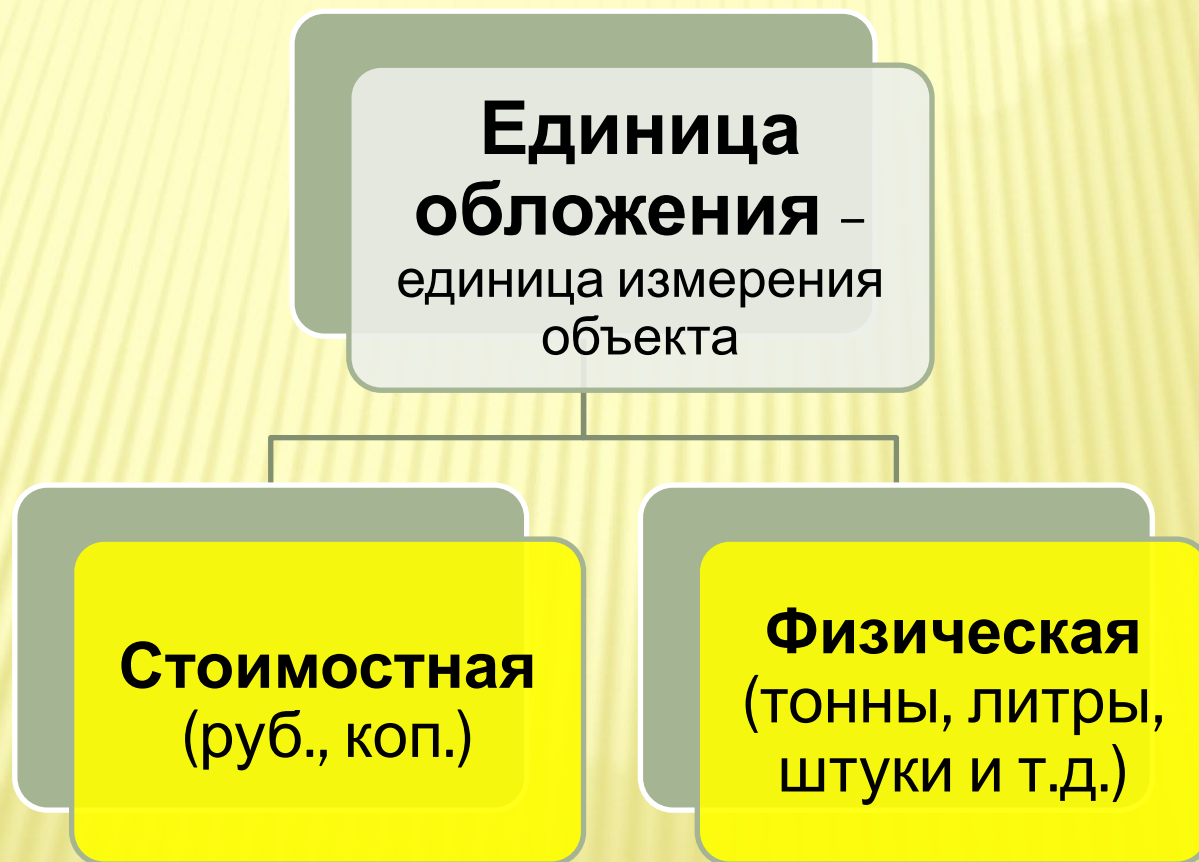 Единица
обложения –
единица измерения
объекта
Стоимостная
(руб., коп.)
Физическая
(тонны, литры,
штуки и т.д.)